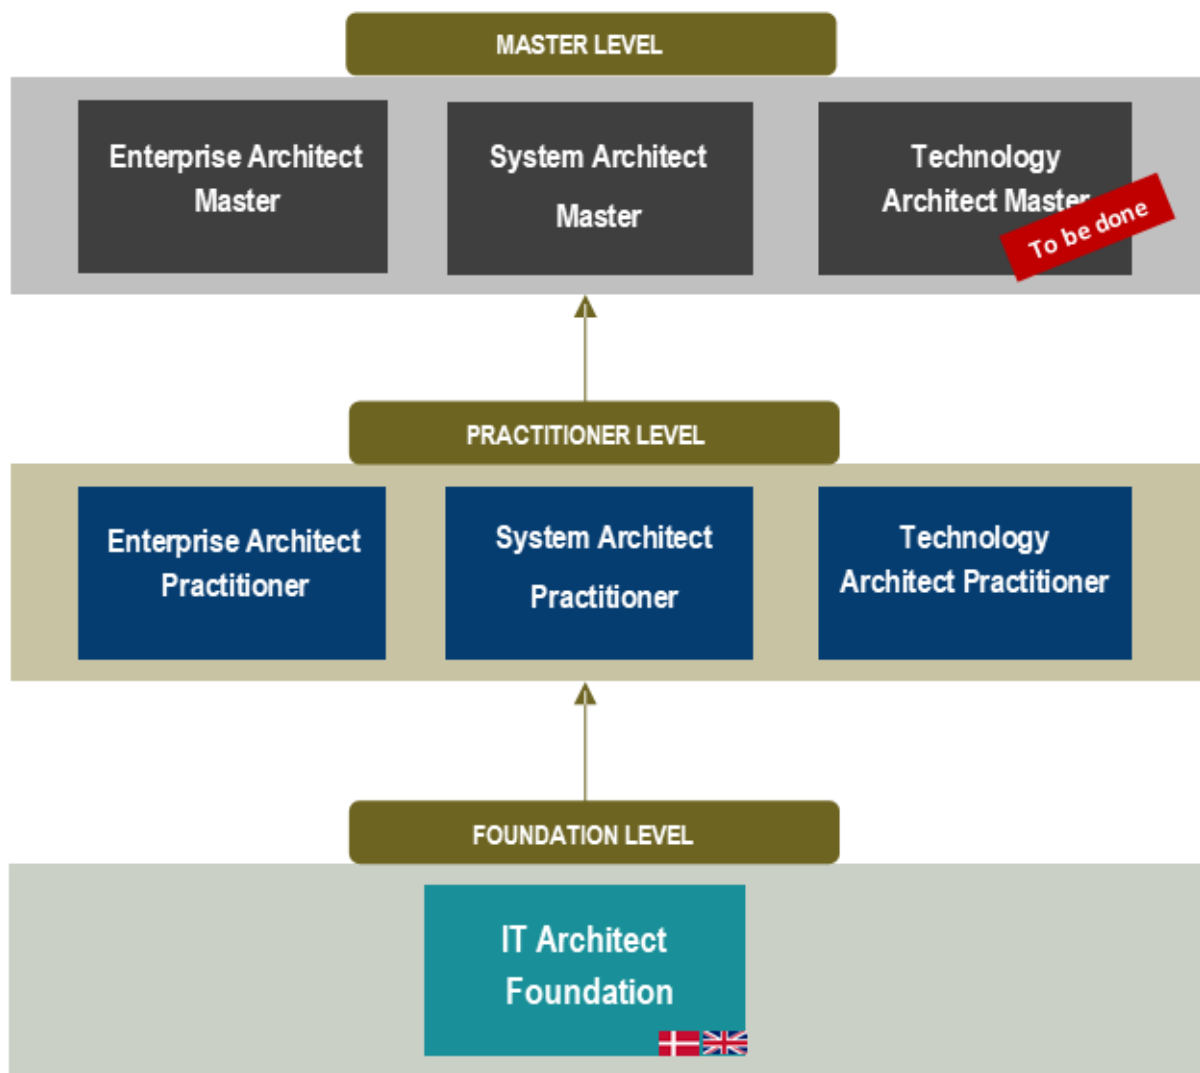 MASTER LEVEL
Enterprise Architect
Master
System Architect
Master
Technology
Architect Master
To be done
PRACTITIONER LEVEL
Enterprise Architect
Practitioner
System Architect
Practitioner
Technology
Architect Practitioner
FOUNDATION LEVEL
IT Architect
Foundation